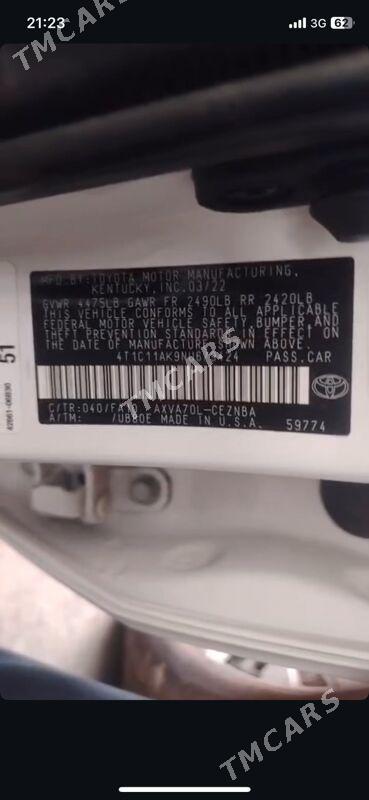 21:23
3G 62
TMCARS
TMCARS
MFD.BY:TOYOTA MOTOR MANUFACTURING,
KENTUCKY,INC.03/22
GVWR 4475LB GAWR FR 2490LB RR 2420LB
THIS VEHICLE CONFORMS TO ALL APPLICABLE
FEDERAL MOTOR VEHICLE SAFETY,BUMPER,AND
THEFT PREVENTION STANDARDS IN EFFECT ON
THE DATE OF MANUFACTURE SHOWN ABOVE.
PASS.CAR
C/TR:040/ AXVA70L-CEZNBA
A/TM: /UB80E MADE IN U.S.A. 59774
51
TMCARS
TMCARS